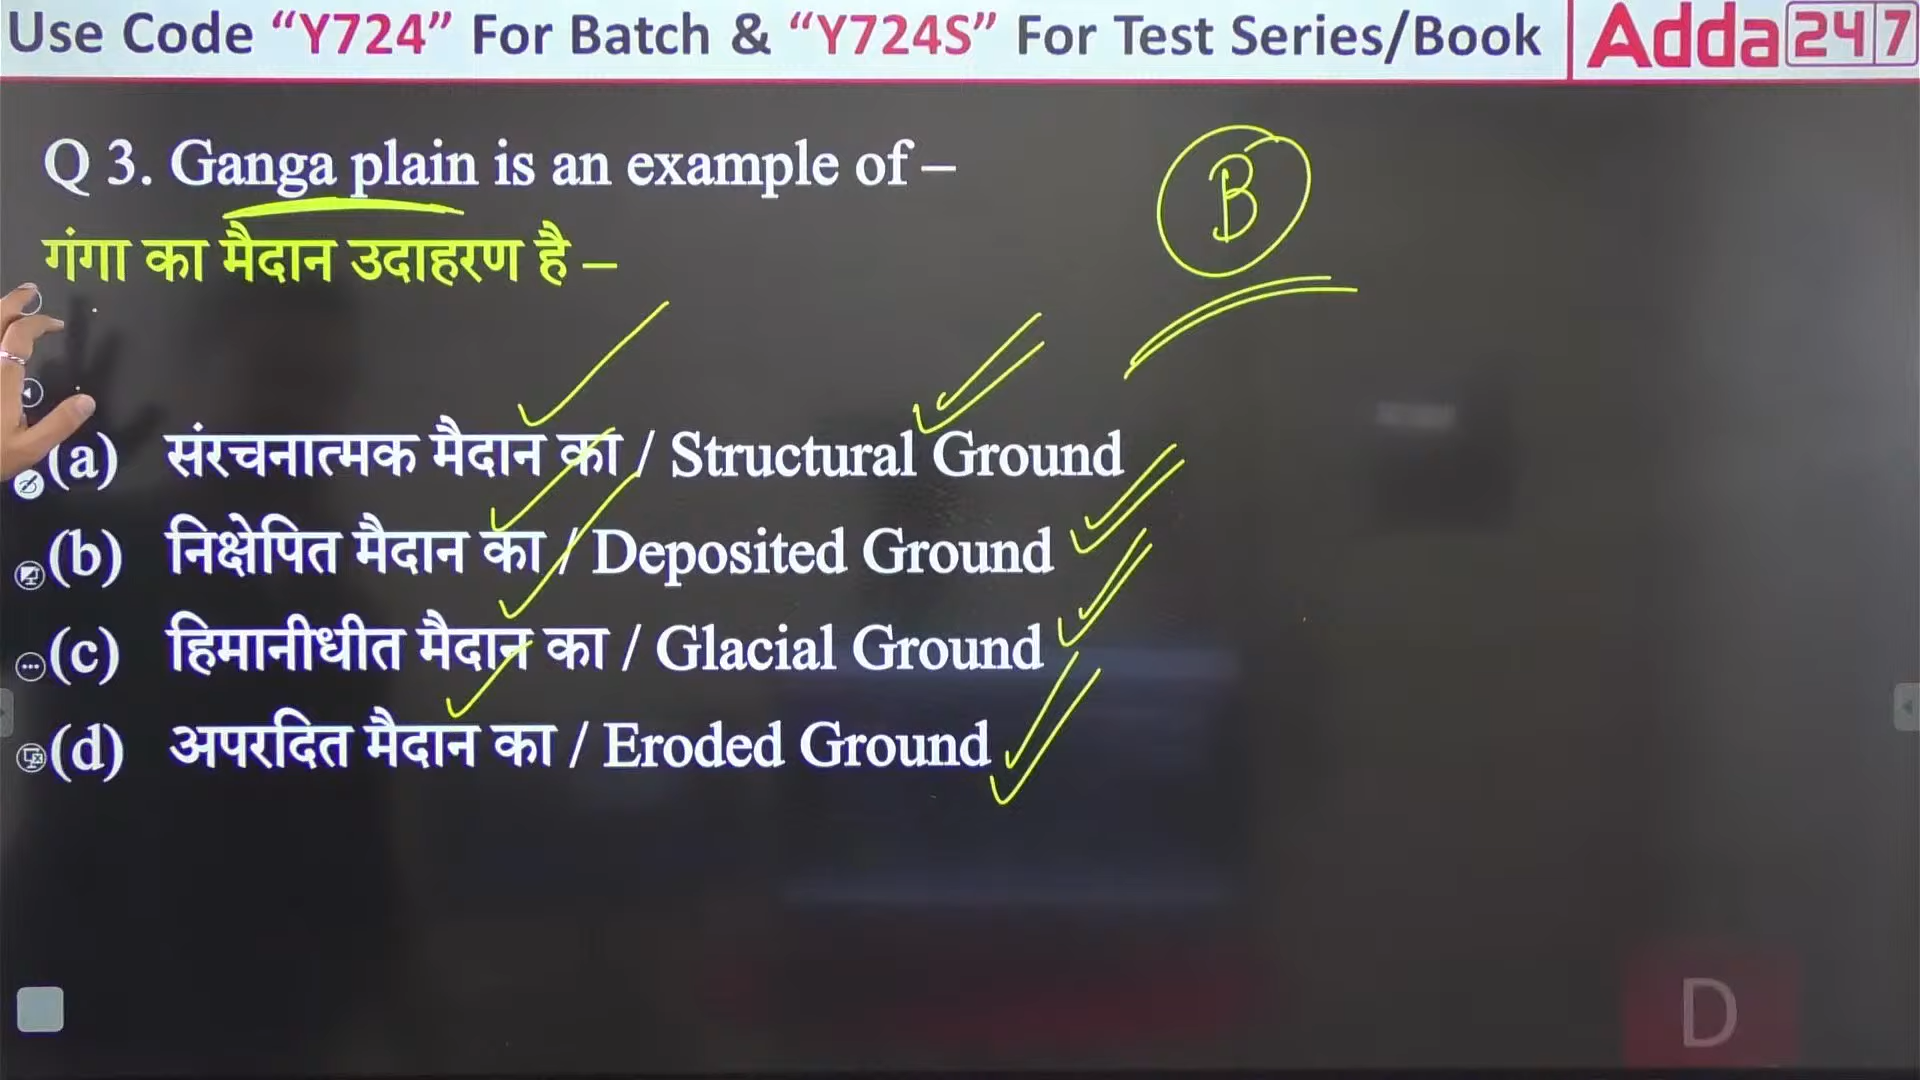 Use Code “Y724” For Batch & “Y724S” For Test Series/Book
Adda247
Q 3. Ganga plain is an example of –
B
गंगा का मैदान उदाहरण है –
(a) संरचनात्मक मैदान का / Structural Ground
(b) निक्षेपित मैदान का / Deposited Ground
(c) हिमानीधीत मैदान का / Glacial Ground
(d) अपरदित मैदान का / Eroded Ground
D